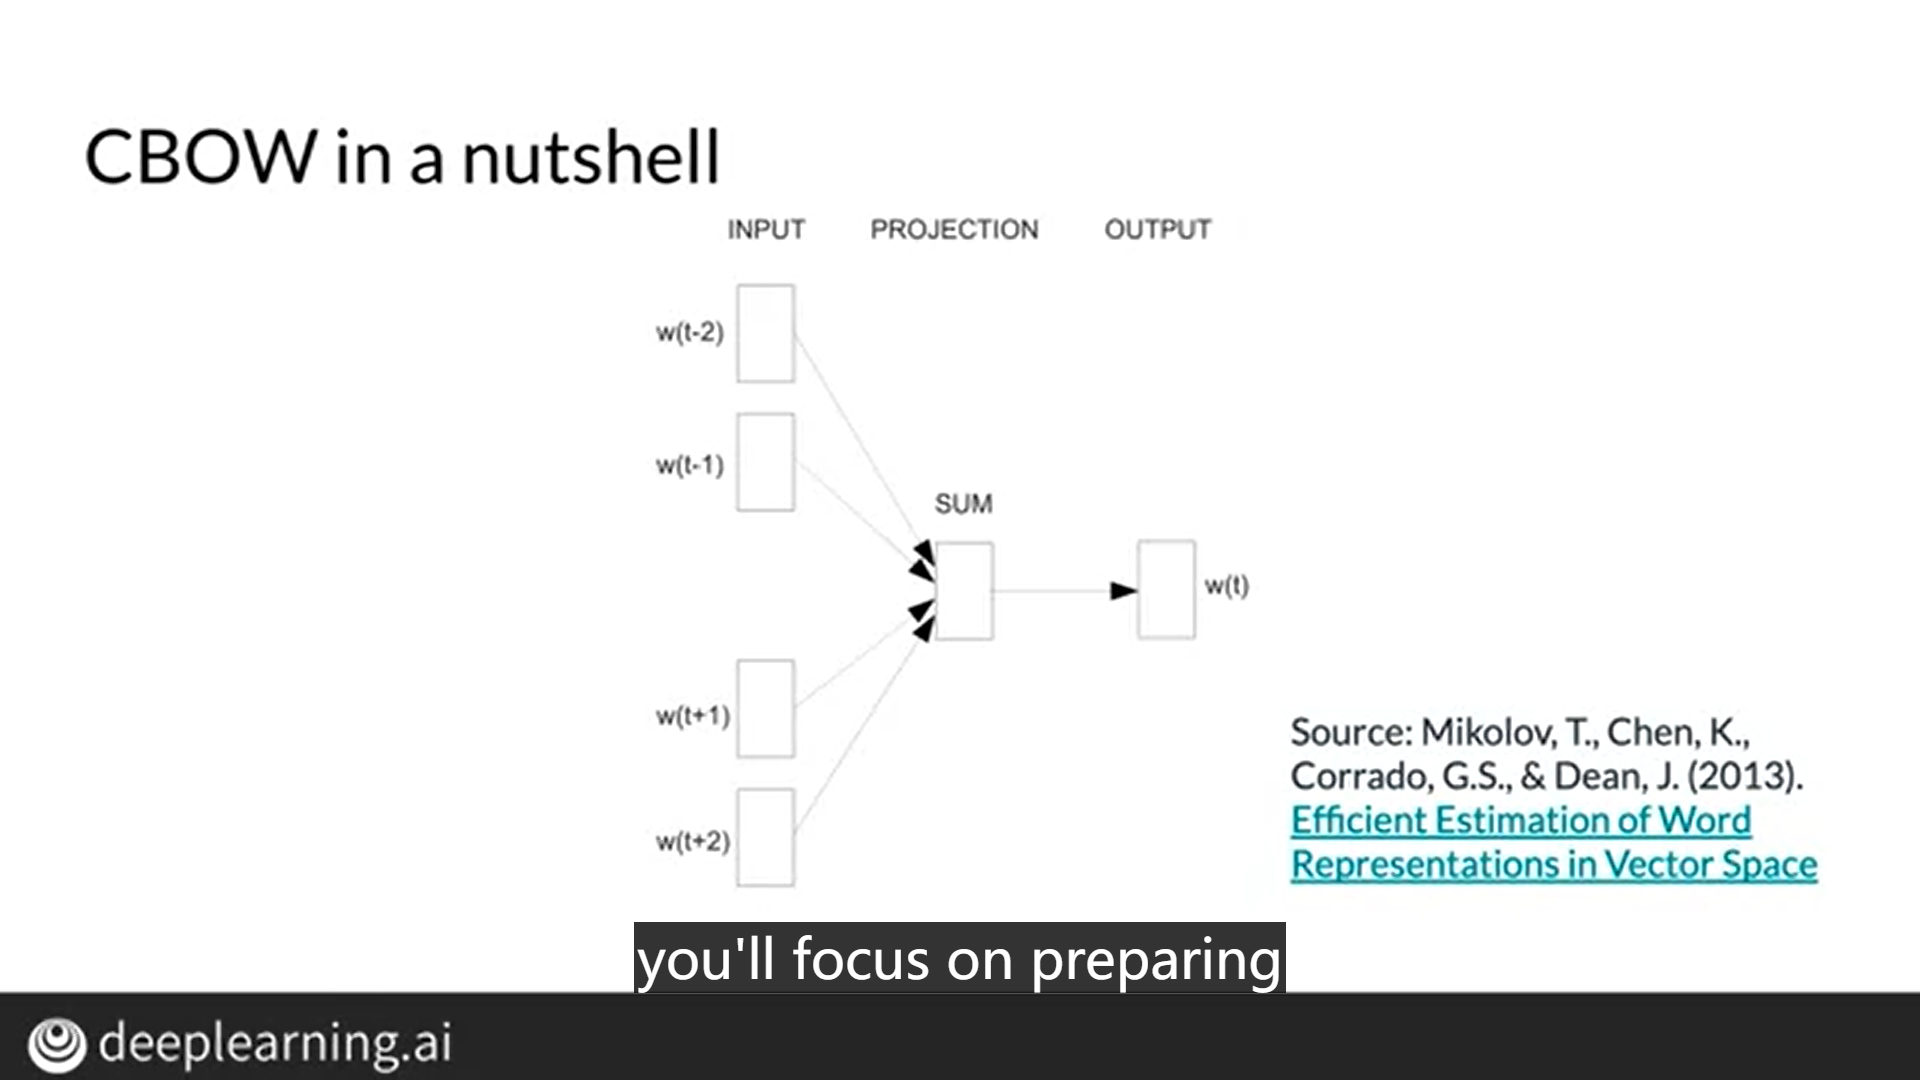 CBOW in a nutshell
INPUT PROJECTION OUTPUT
w(t-2)
w(t-1)
SUM
w(t)
w(t+1)
w(t+2)
Source: Mikolov, T., Chen, K.,
Corrado, G.S., & Dean, J. (2013).
Efficient Estimation of Word
Representations in Vector Space
you'll focus on preparing
deeplearning.ai